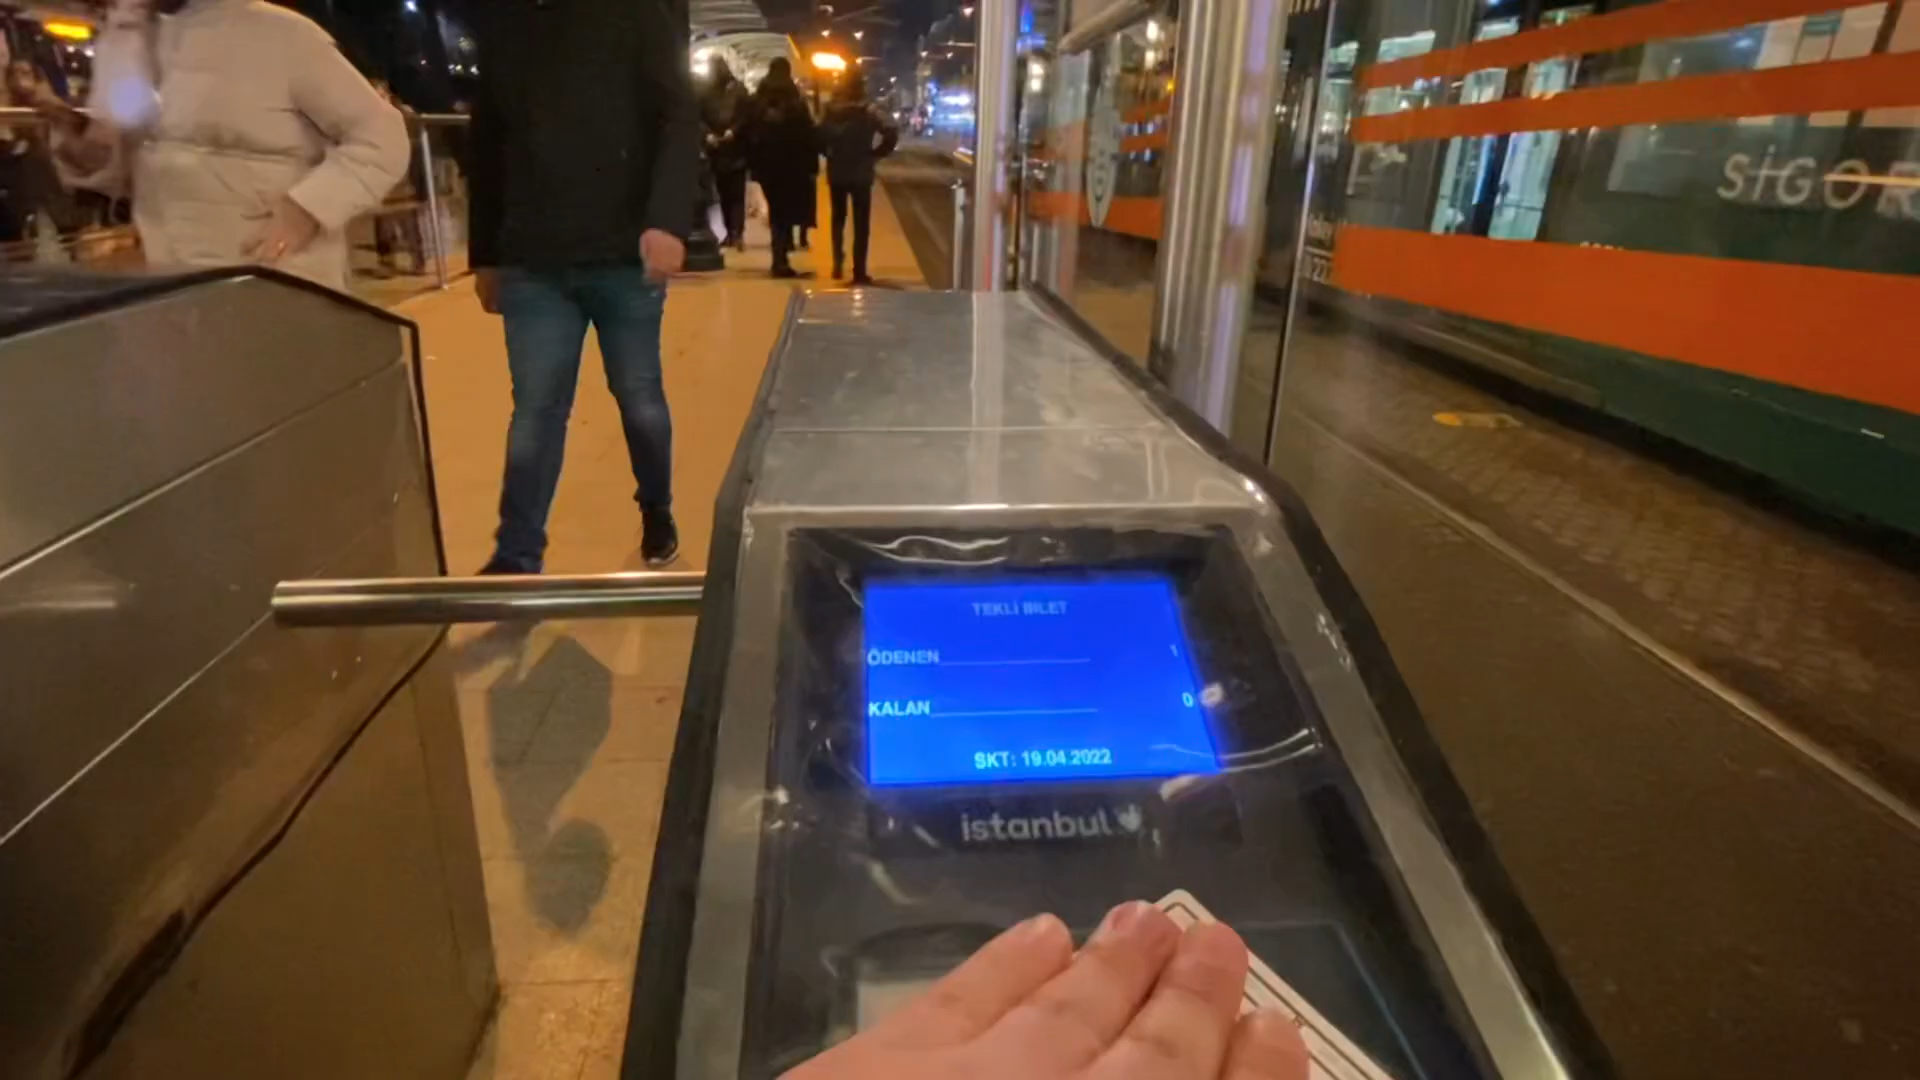 SİGOR
TEKLİ BİLET
ÖDENEN 1
KALAN 0
SKT: 19.04.2022
istanbul